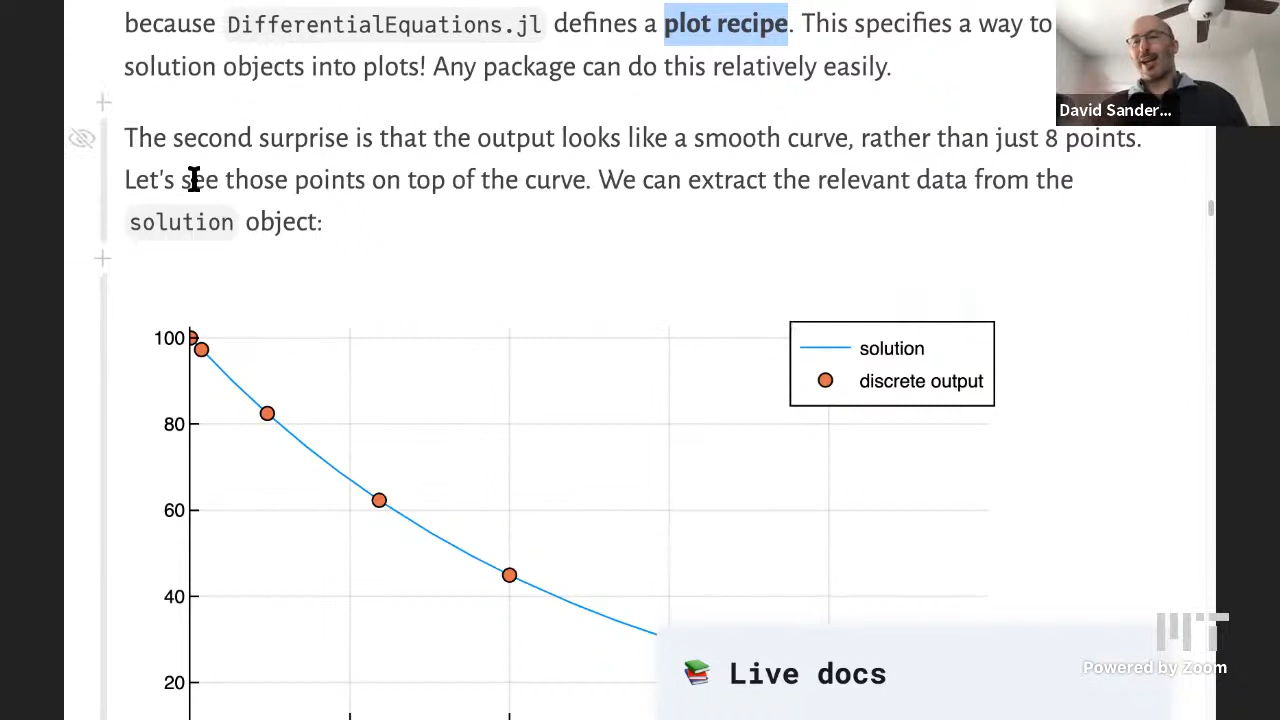 because DifferentialEquations.jl defines a plot recipe. This specifies a way to
solution objects into plots! Any package can do this relatively easily.
David Sander...
The second surprise is that the output looks like a smooth curve, rather than just 8 points.
Let's see those points on top of the curve. We can extract the relevant data from the
solution object:
100
80
60
40
20
solution
discrete output
📚 Live docs
MIT
Powered by Zoom